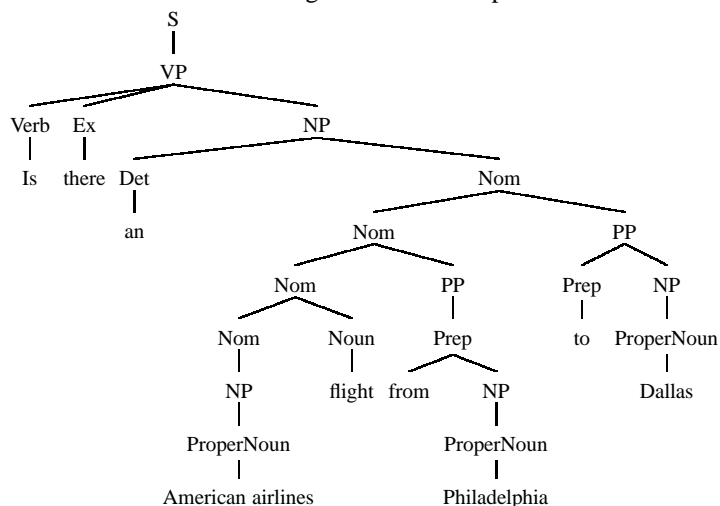 S
VP
Verb Ex NP
Is there Det Nom
an Nom PP
Nom PP Prep NP
Nom Noun Prep to ProperNoun
NP flight from NP Dallas
ProperNoun ProperNoun
American airlines Philadelphia